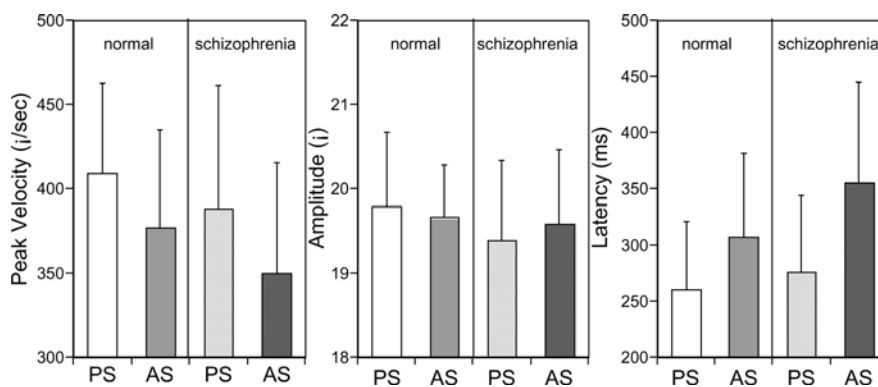 500
450
400
350
300
Peak Velocity (¡/sec)
normal
schizophrenia
PS AS PS AS
22
21
20
19
18
Amplitude (¡)
normal
schizophrenia
PS AS PS AS
500
450
400
350
300
250
200
Latency (ms)
normal
schizophrenia
PS AS PS AS